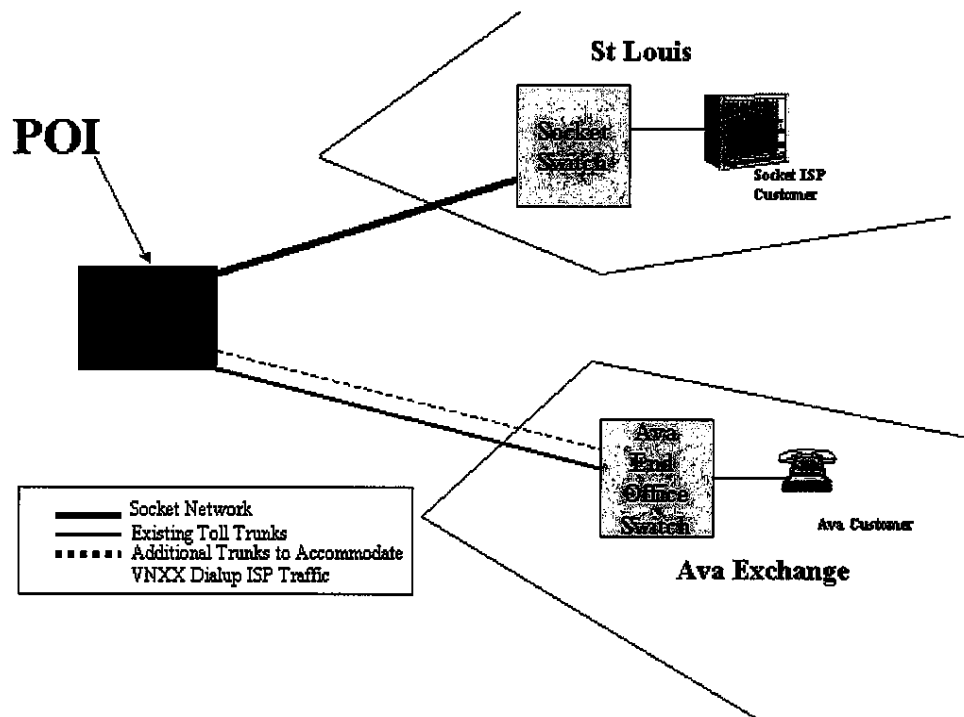 St Louis
POI
Socket
Switch
Socket ISP
Customer
Ava
End
Office
Switch
Ava Customer
Socket Network
Existing Toll Trunks
Additional Trunks to Accommodate
VNXX Dialup ISP Traffic
Ava Exchange